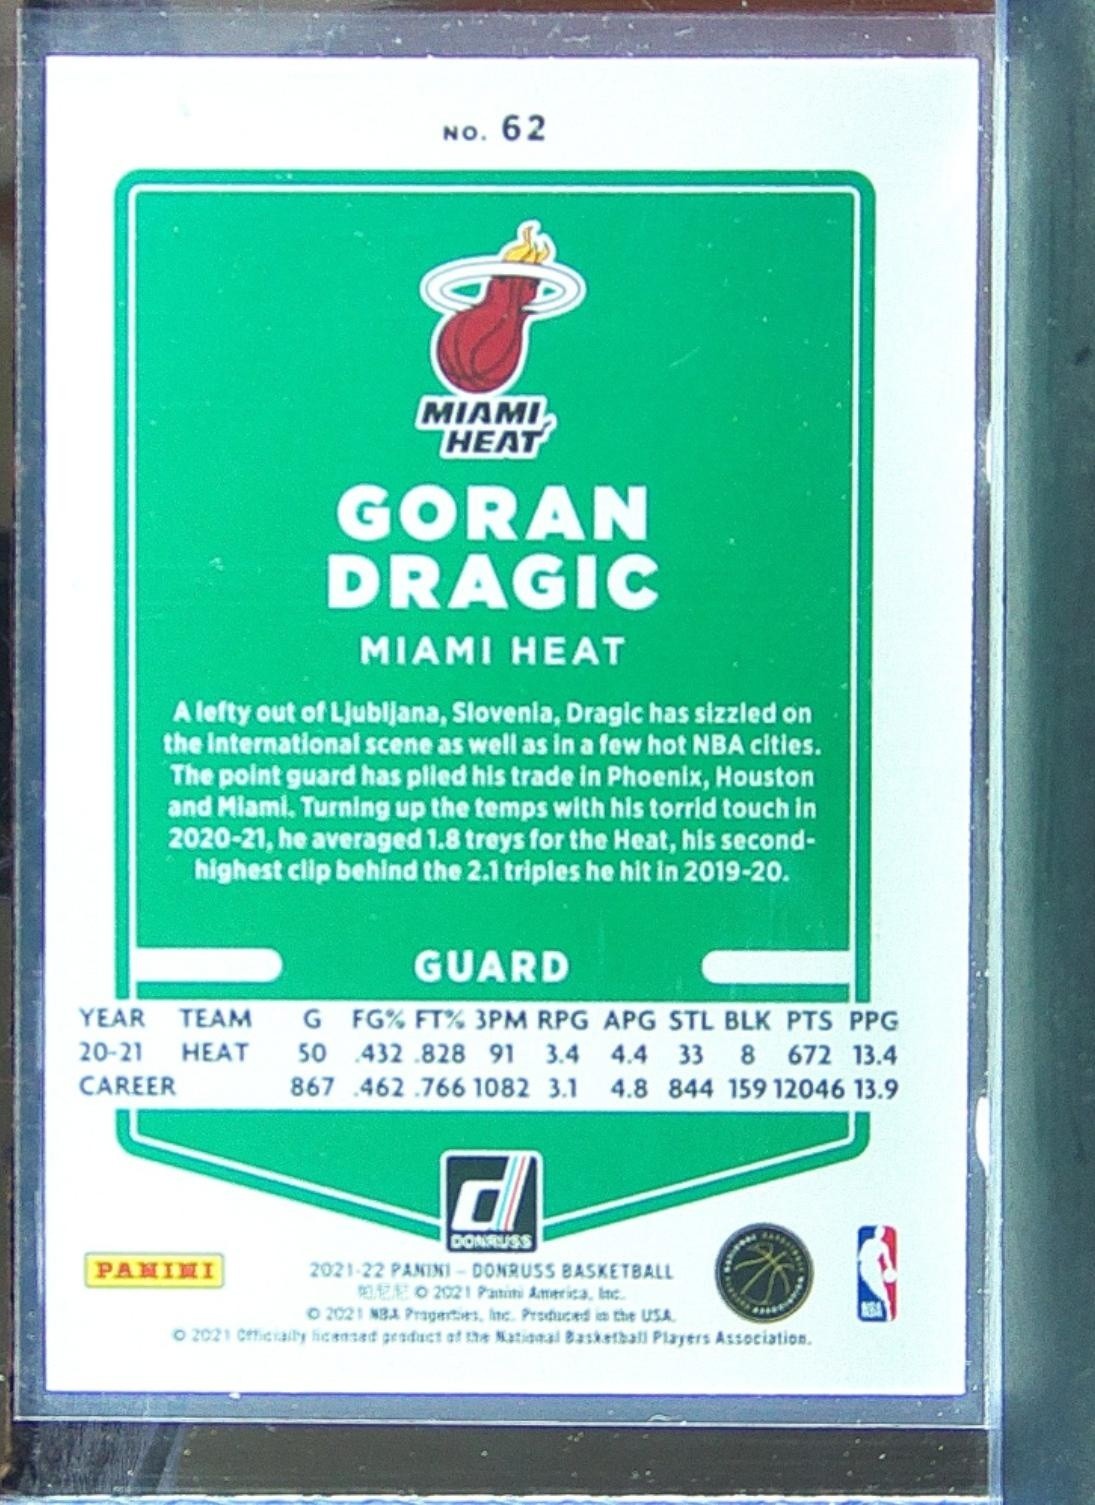 NO. 62
MIAMI
HEAT
GORAN
DRAGIC
MIAMI HEAT
A lefty out of Ljubljana, Slovenia, Dragic has sizzled on
the international scene as well as in a few hot NBA cities.
The point guard has plied his trade in Phoenix, Houston
and Miami. Turning up the temps with his torrid touch in
2020-21, he averaged 1.8 treys for the Heat, his second-
highest clip behind the 2.1 triples he hit in 2019-20.
GUARD
YEAR TEAM G FG% FT% 3PM RPG APG STL BLK PTS PPG
20-21 HEAT 50 .432 .828 91 3.4 4.4 33 8 672 13.4
CAREER 867 .462 .766 1082 3.1 4.8 844 159 12046 13.9
d
DONRUSS
PANINI
2021-22 PANINI – DONRUSS BASKETBALL
帕尼尼 © 2021 Panini America, Inc.
© 2021 NBA Properties, Inc. Produced in the USA.
© 2021 Officially licensed product of the National Basketball Players Association.
NATIONAL BASKETBALL
ASSOCIATION
NBA